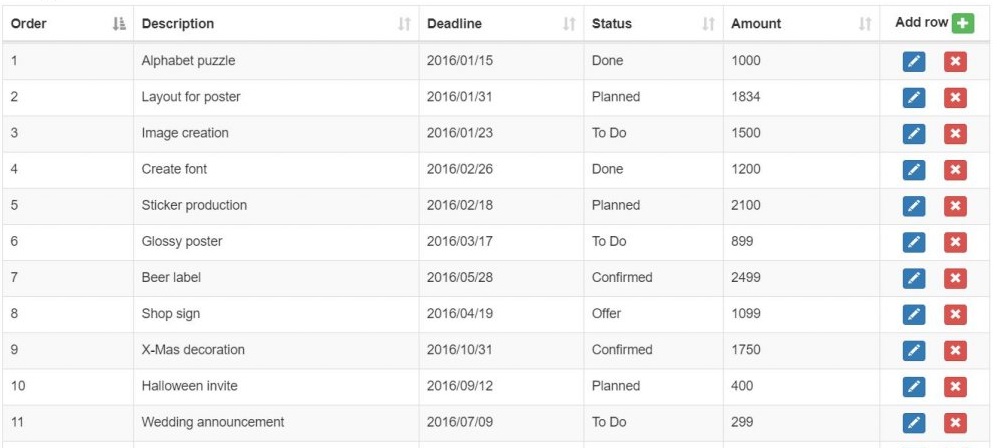 Order Description Deadline Status Amount Add row
1 Alphabet puzzle 2016/01/15 Done 1000
2 Layout for poster 2016/01/31 Planned 1834
3 Image creation 2016/01/23 To Do 1500
4 Create font 2016/02/26 Done 1200
5 Sticker production 2016/02/18 Planned 2100
6 Glossy poster 2016/03/17 To Do 899
7 Beer label 2016/05/28 Confirmed 2499
8 Shop sign 2016/04/19 Offer 1099
9 X-Mas decoration 2016/10/31 Confirmed 1750
10 Halloween invite 2016/09/12 Planned 400
11 Wedding announcement 2016/07/09 To Do 299